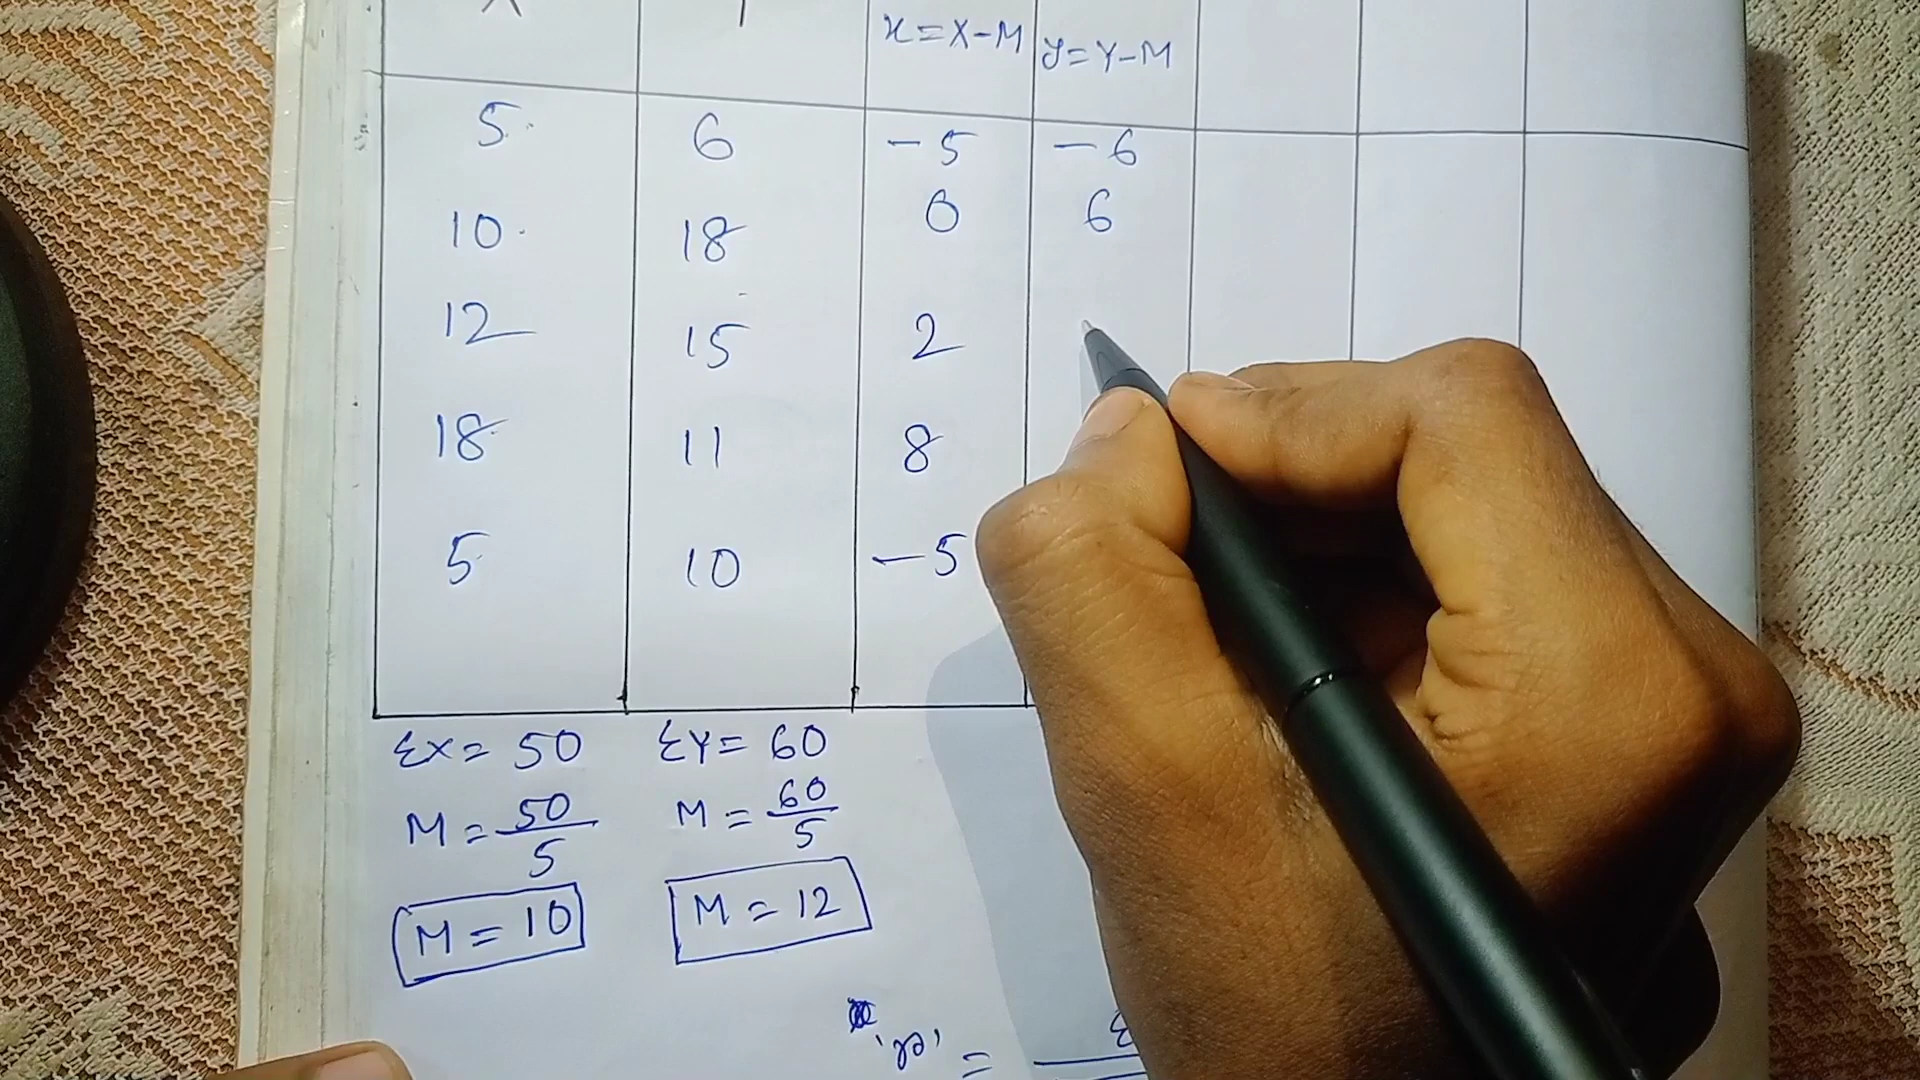 x=X-M y=Y-M
5 6 -5 -6
10 18 0 6
12 15 2
18 11 8
5 10 -5
ΣX= 50 ΣY= 60
M = 50/5 M = 60/5
M = 10 M = 12
'r' = Σ